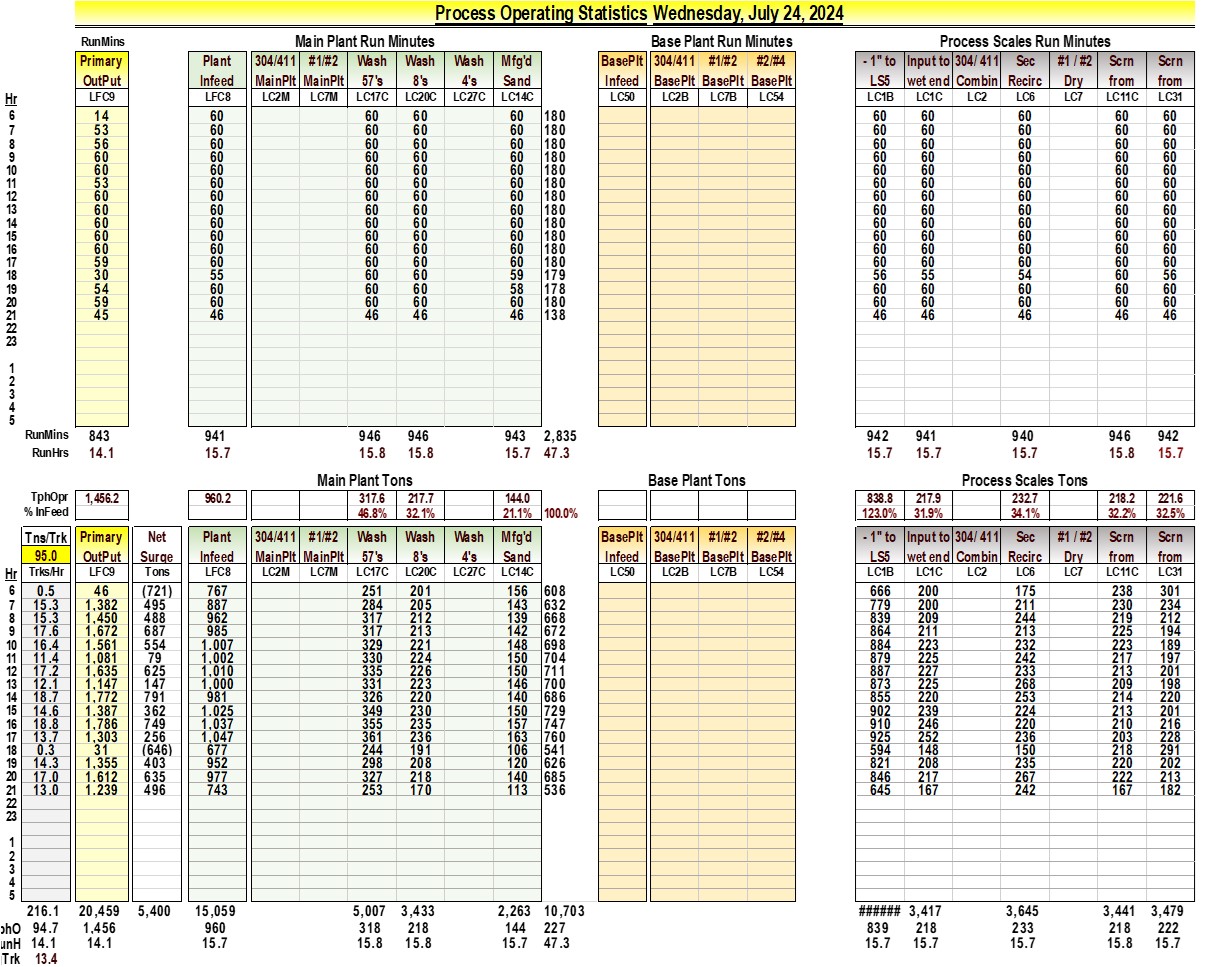 Process Operating Statistics Wednesday, July 24, 2024
RunMins Main Plant Run Minutes Base Plant Run Minutes Process Scales Run Minutes
Primary Plant 304/411 #1/#2 Wash Wash Wash Mfg'd BasePlt 304/411 #1/#2 #2/#4 - 1" to Input to 304/ 411 Sec #1 / #2 Scrn Scrn
OutPut Infeed MainPlt MainPlt 57's 8's 4's Sand Infeed BasePlt BasePlt BasePlt LS5 wet end Combin Recirc Dry from from
Hr LFC9 LFC8 LC2M LC7M LC17C LC20C LC27C LC14C LC50 LC2B LC7B LC54 LC1B LC1C LC2 LC6 LC7 LC11C LC31
6 14 60 60 60 60 180 60 60 60 60 60
7 53 60 60 60 60 180 60 60 60 60 60
8 56 60 60 60 60 180 60 60 60 60 60
9 60 60 60 60 60 180 60 60 60 60 60
10 60 60 60 60 60 180 60 60 60 60 60
11 53 60 60 60 60 180 60 60 60 60 60
12 60 60 60 60 60 180 60 60 60 60 60
13 60 60 60 60 60 180 60 60 60 60 60
14 60 60 60 60 60 180 60 60 60 60 60
15 60 60 60 60 60 180 60 60 60 60 60
16 60 60 60 60 60 180 60 60 60 60 60
17 59 60 60 60 60 180 60 60 60 60 60
18 30 55 60 60 59 179 56 55 54 60 56
19 54 60 60 60 58 178 60 60 60 60 60
20 59 60 60 60 60 180 60 60 60 60 60
21 45 46 46 46 46 138 46 46 46 46 46
22
23
1
2
3
4
5
RunMins 843 941 946 946 943 2,835 942 941 940 946 942
RunHrs 14.1 15.7 15.8 15.8 15.7 47.3 15.7 15.7 15.7 15.8 15.7
Main Plant Tons Base Plant Tons Process Scales Tons
TphOpr 1,456.2 960.2 317.6 217.7 144.0 838.8 217.9 232.7 218.2 221.6
% InFeed 46.8% 32.1% 21.1% 100.0% 123.0% 31.9% 34.1% 32.2% 32.5%
Tns/Trk Primary Net Plant 304/411 #1/#2 Wash Wash Wash Mfg'd BasePlt 304/411 #1/#2 #2/#4 - 1" to Input to 304/ 411 Sec #1 / #2 Scrn Scrn
95.0 OutPut Surge Infeed MainPlt MainPlt 57's 8's 4's Sand Infeed BasePlt BasePlt BasePlt LS5 wet end Combin Recirc Dry from from
Hr Trks/Hr LFC9 Tons LFC8 LC2M LC7M LC17C LC20C LC27C LC14C LC50 LC2B LC7B LC54 LC1B LC1C LC2 LC6 LC7 LC11C LC31
6 0.5 46 (721) 767 251 201 156 608 666 200 175 238 301
7 15.3 1,382 495 887 284 205 143 632 779 200 211 230 234
8 15.3 1,450 488 962 317 212 139 668 839 209 244 219 212
9 17.6 1,672 687 985 317 213 142 672 864 211 213 225 194
10 16.4 1,561 554 1,007 329 221 148 698 884 223 232 223 189
11 11.4 1,081 79 1,002 330 224 150 704 879 225 242 217 197
12 17.2 1,635 625 1,010 335 226 150 711 887 227 233 213 201
13 12.1 1,147 147 1,000 331 223 146 700 873 225 268 209 198
14 18.7 1,772 791 981 326 220 140 686 855 220 253 214 220
15 14.6 1,387 362 1,025 349 230 150 729 902 239 224 213 201
16 18.8 1,786 749 1,037 355 235 157 747 910 246 220 210 216
17 13.7 1,303 256 1,047 361 236 163 760 925 252 236 203 228
18 0.3 31 (646) 677 244 191 106 541 594 148 150 218 291
19 14.3 1,355 403 952 298 208 120 626 821 208 235 220 202
20 17.0 1,612 635 977 327 218 140 685 846 217 267 222 213
21 13.0 1,239 496 743 253 170 113 536 645 167 242 167 182
22
23
1
2
3
4
5
216.1 20,459 5,400 15,059 5,007 3,433 2,263 10,703 ###### 3,417 3,645 3,441 3,479
phO 94.7 1,456 960 318 218 144 227 839 218 233 218 222
unH 14.1 14.1 15.7 15.8 15.8 15.7 47.3 15.7 15.7 15.7 15.8 15.7
Trk 13.4